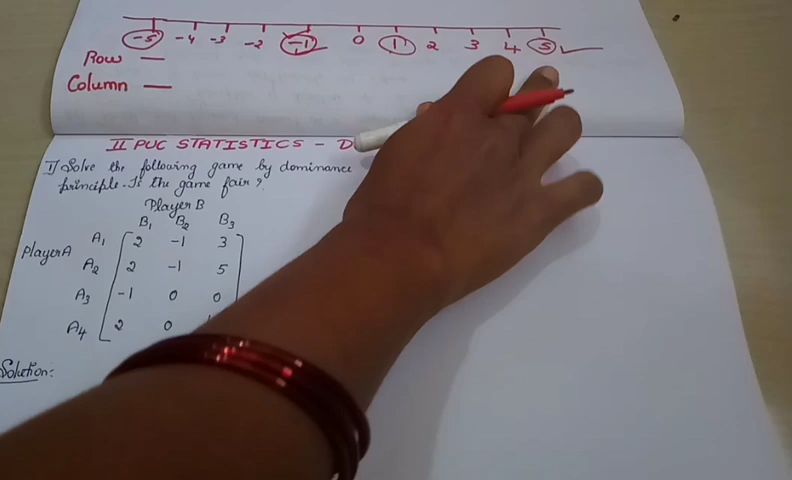 -5 -4 -3 -2 -1 0 1 2 3 4 5
Row —
Column —
II PUC STATISTICS - D
1) Solve the following game by dominance
principle. Is the game fair?
Player B
B1 B2 B3
Player A A1 2 -1 3
A2 2 -1 5
A3 -1 0 0
A4 2 0
Solution: